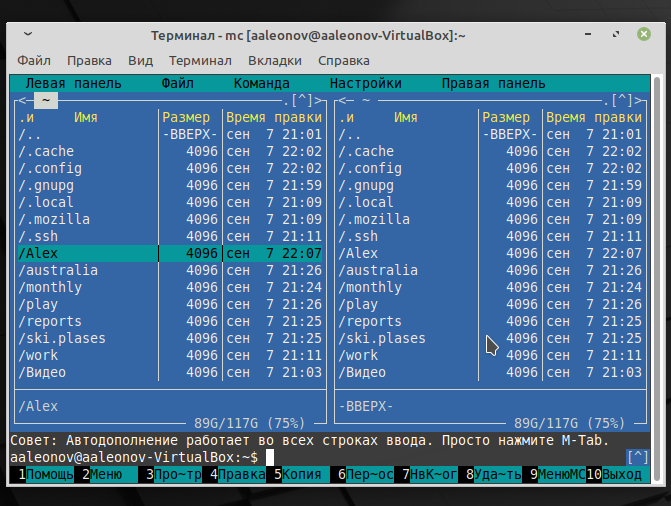 Терминал - mc [aaleonov@aaleonov-VirtualBox]:~
Файл Правка Вид Терминал Вкладки Справка
Левая панель Файл Команда Настройки Правая панель
<─ ~ .[^]> <─ ~ .[^]>
.и Имя Размер Время правки .и Имя Размер Время правки
/.. -ВВЕРХ- сен 7 21:01 /.. -ВВЕРХ- сен 7 21:01
/.cache 4096 сен 7 22:02 /.cache 4096 сен 7 22:02
/.config 4096 сен 7 22:02 /.config 4096 сен 7 22:02
/.gnupg 4096 сен 7 21:59 /.gnupg 4096 сен 7 21:59
/.local 4096 сен 7 21:09 /.local 4096 сен 7 21:09
/.mozilla 4096 сен 7 21:09 /.mozilla 4096 сен 7 21:09
/.ssh 4096 сен 7 21:11 /.ssh 4096 сен 7 21:11
/Alex 4096 сен 7 22:07 /Alex 4096 сен 7 22:07
/australia 4096 сен 7 21:26 /australia 4096 сен 7 21:26
/monthly 4096 сен 7 21:24 /monthly 4096 сен 7 21:24
/play 4096 сен 7 21:26 /play 4096 сен 7 21:26
/reports 4096 сен 7 21:25 /reports 4096 сен 7 21:25
/ski.plases 4096 сен 7 21:25 /ski.plases 4096 сен 7 21:25
/work 4096 сен 7 21:11 /work 4096 сен 7 21:11
/Видео 4096 сен 7 21:03 /Видео 4096 сен 7 21:03
/Alex -ВВЕРХ-
89G/117G (75%) 89G/117G (75%)
Совет: Автодополнение работает во всех строках ввода. Просто нажмите M-Tab.
aaleonov@aaleonov-VirtualBox:~$ [^]
1Помощь 2Меню 3Про~тр 4Правка 5Копия 6Пер~ос 7НвК~ог 8Уда~ть 9МенюMC 10Выход